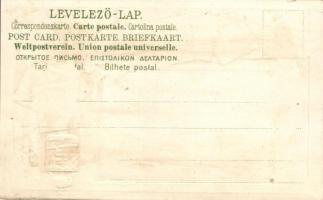 LEVELEZŐ-LAP.
Correspondenzkarte. Carte postale. Cartolina postale.
POST CARD. POSTKARTE. BRIEFKAART.
Weltpostverein. Union postale universelle.
ОТКРЫТОЕ ПИСЬМО. ΕΠΙΣΤΟΛΙΚΟΝ ΔΕΛΤΑΡΙΟΝ.
Bilhete postal.